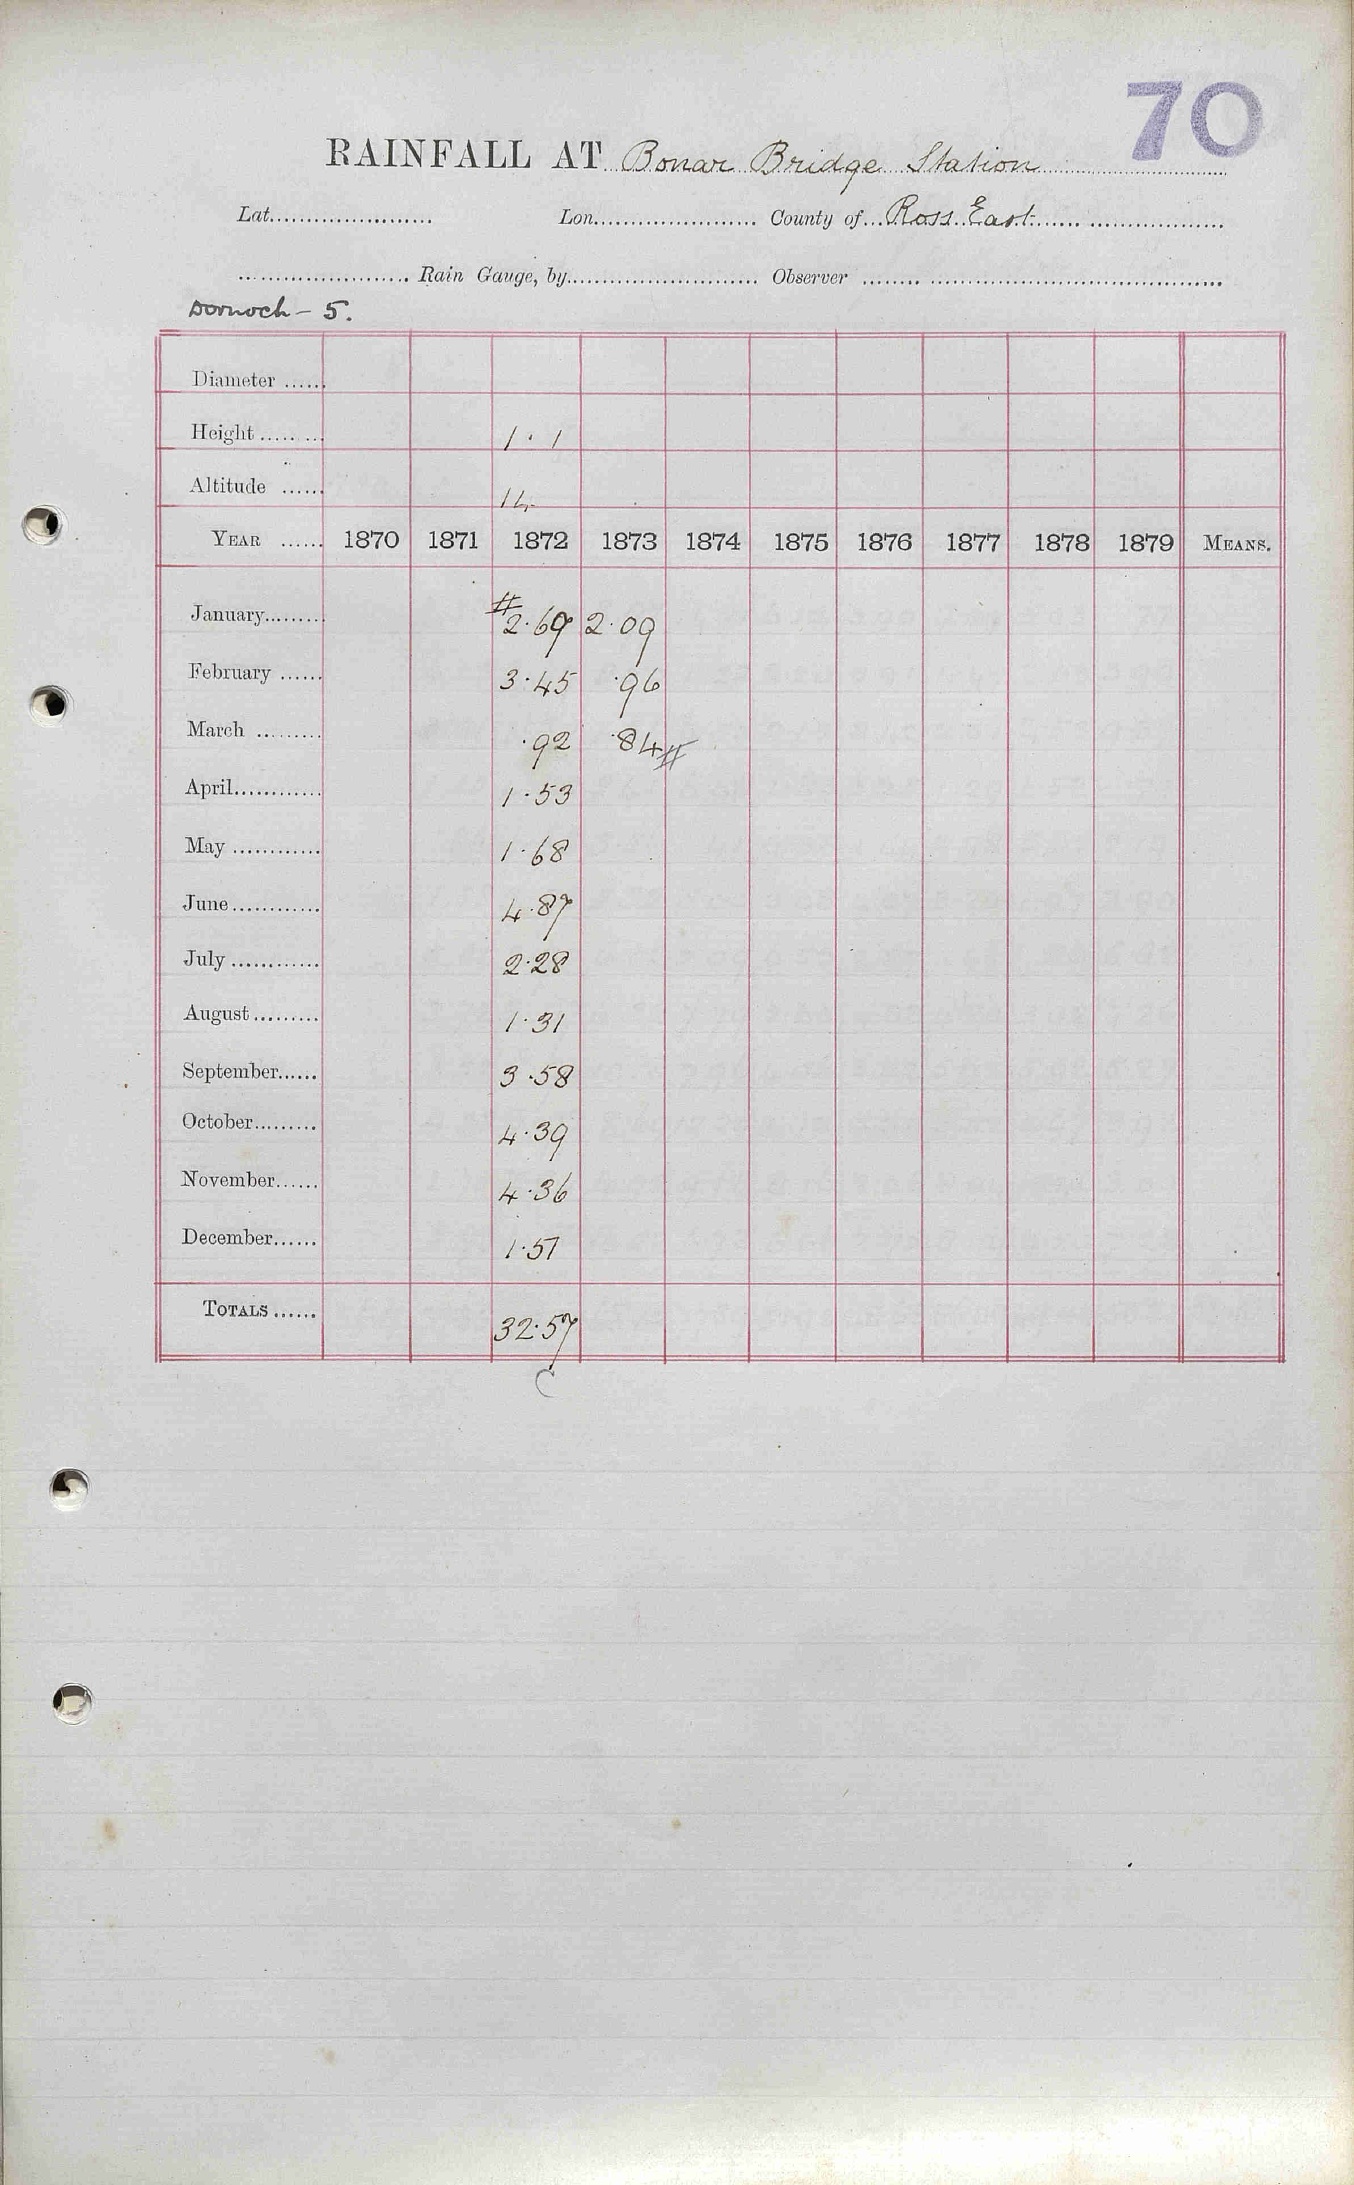 70
RAINFALL AT Bonar Bridge Station
Lat. Lon. County of Ross East
Rain Gauge, by Observer
Dornoch - 5.
Diameter
Height 1 · 1
Altitude 14
YEAR 1870 1871 1872 1873 1874 1875 1876 1877 1878 1879 MEANS.
January # 2·69 2·09
February 3·45 ·96
March ·92 ·84 #
April 1·53
May 1·68
June 4·87
July 2·28
August 1·31
September 3·58
October 4·39
November 4·36
December 1·51
TOTALS 32·57
C